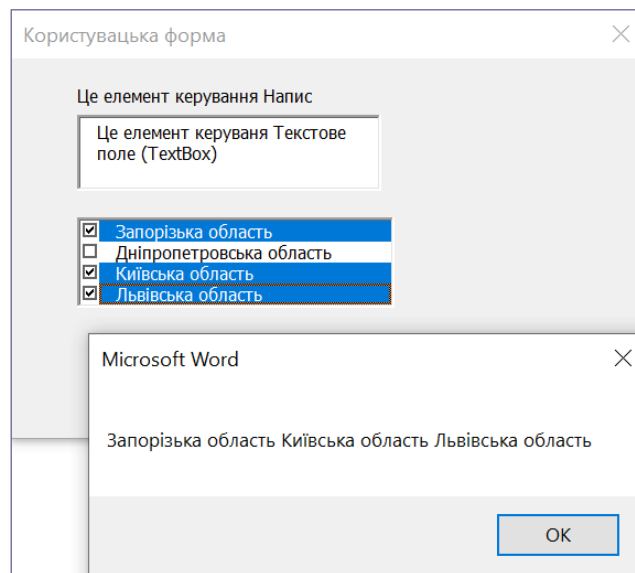 Користувацька форма
Це елемент керування Напис
Це елемент керуваня Текстове
поле (TextBox)
Запорізька область
Дніпропетровська область
Київська область
Львівська область
Microsoft Word
Запорізька область Київська область Львівська область
OK